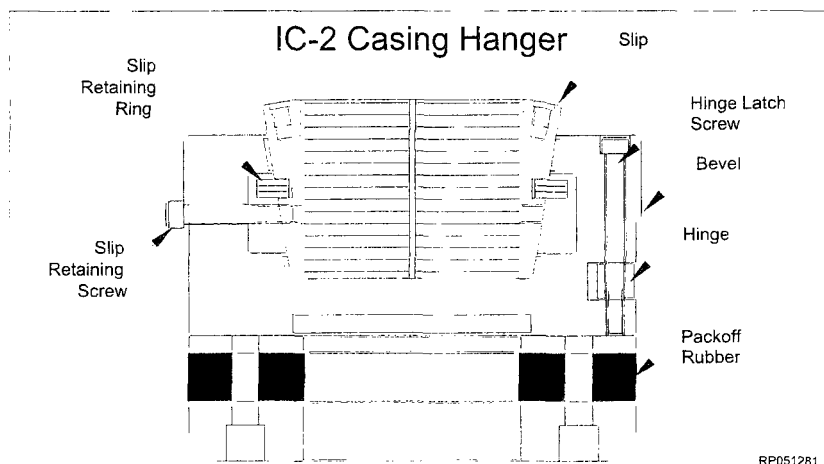 IC-2 Casing Hanger
Slip
Slip
Retaining
Ring
Hinge Latch
Screw
Bevel
Hinge
Slip
Retaining
Screw
Packoff
Rubber
RP051281